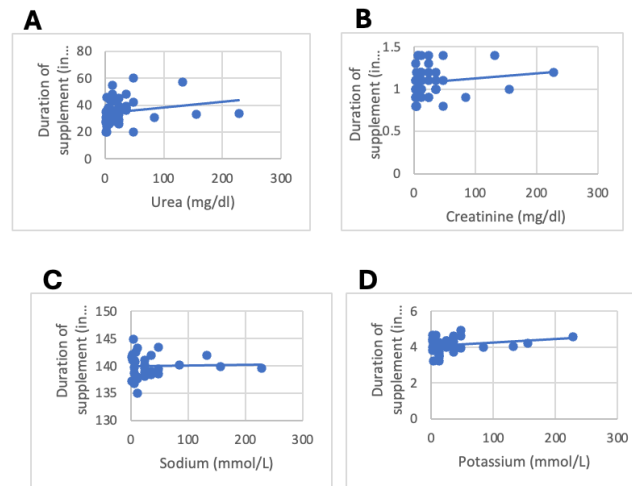 A
80
60
40
20
0
0 100 200 300
Duration of
supplement (in...
Urea (mg/dl)
B
1.5
1
0.5
0
0 100 200 300
Duration of
supplement (in...
Creatinine (mg/dl)
C
150
145
140
135
130
0 100 200 300
Duration of
supplement (in...
Sodium (mmol/L)
D
6
4
2
0
0 100 200 300
Duration of
supplement (in...
Potassium (mmol/L)